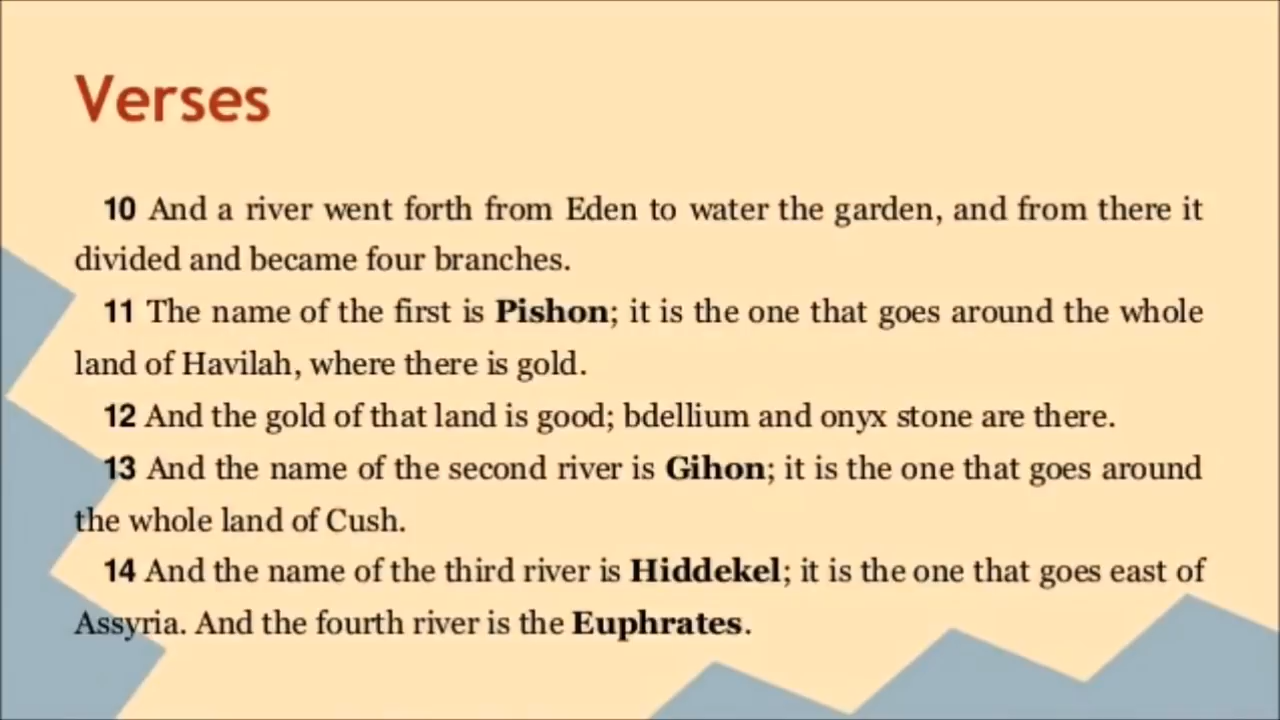 Verses
10 And a river went forth from Eden to water the garden, and from there it
divided and became four branches.
11 The name of the first is Pishon; it is the one that goes around the whole
land of Havilah, where there is gold.
12 And the gold of that land is good; bdellium and onyx stone are there.
13 And the name of the second river is Gihon; it is the one that goes around
the whole land of Cush.
14 And the name of the third river is Hiddekel; it is the one that goes east of
Assyria. And the fourth river is the Euphrates.